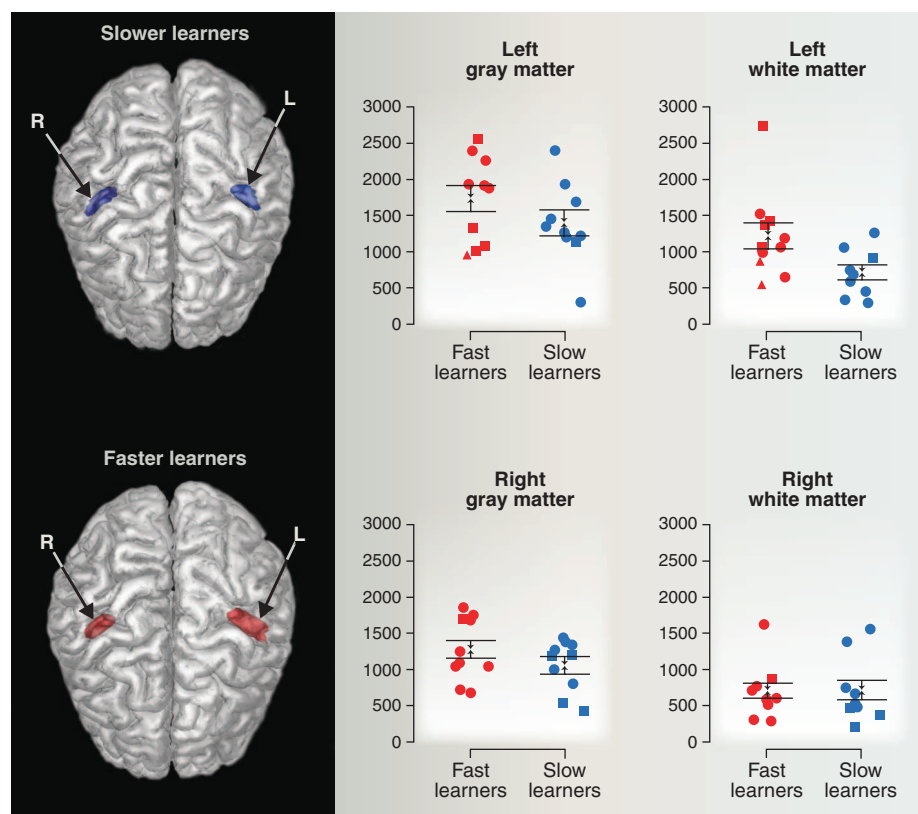 Slower learners
R
L
Left
gray matter
3000
2500
2000
1500
1000
500
0
Fast
learners
Slow
learners
Left
white matter
3000
2500
2000
1500
1000
500
0
Fast
learners
Slow
learners
Faster learners
R
L
Right
gray matter
3000
2500
2000
1500
1000
500
0
Fast
learners
Slow
learners
Right
white matter
3000
2500
2000
1500
1000
500
0
Fast
learners
Slow
learners